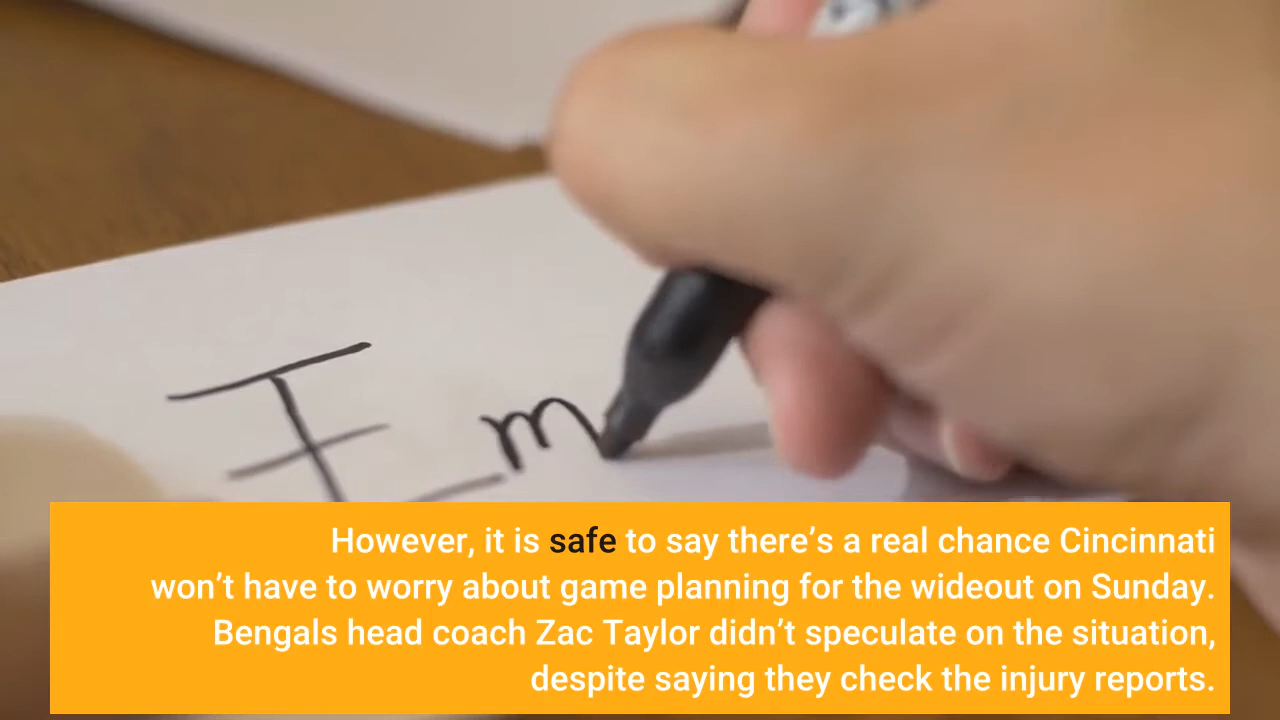 Em
However, it is safe to say there’s a real chance Cincinnati
won’t have to worry about game planning for the wideout on Sunday.
Bengals head coach Zac Taylor didn’t speculate on the situation,
despite saying they check the injury reports.